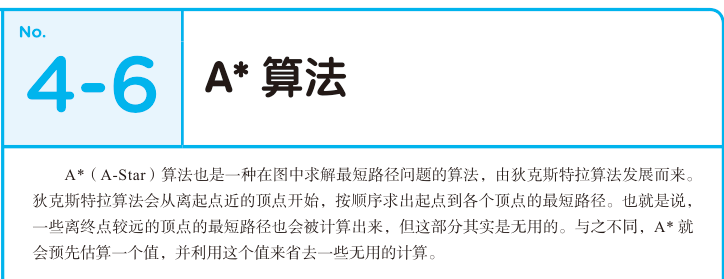 No.
4-6
A* 算法
A*（A-Star）算法也是一种在图中求解最短路径问题的算法，由狄克斯特拉算法发展而来。
狄克斯特拉算法会从离起点近的顶点开始，按顺序求出起点到各个顶点的最短路径。也就是说，
一些离终点较远的顶点的最短路径也会被计算出来，但这部分其实是无用的。与之不同，A* 就
会预先估算一个值，并利用这个值来省去一些无用的计算。